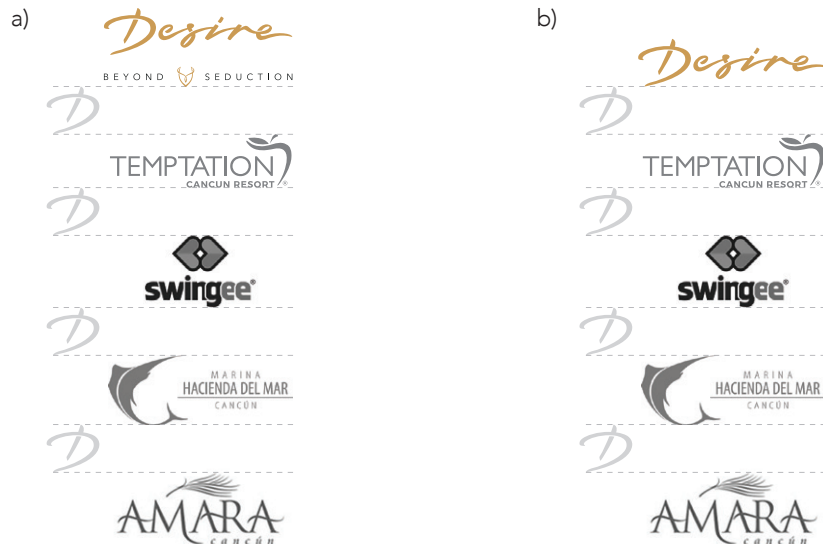 a)
Desire
BEYOND SEDUCTION
D
TEMPTATION
CANCUN RESORT ®
D
swingee®
D
MARINA
HACIENDA DEL MAR
CANCÚN
D
AMARA
cancún
b)
Desire
D
TEMPTATION
CANCUN RESORT ®
D
swingee®
D
MARINA
HACIENDA DEL MAR
CANCÚN
D
AMARA
cancún